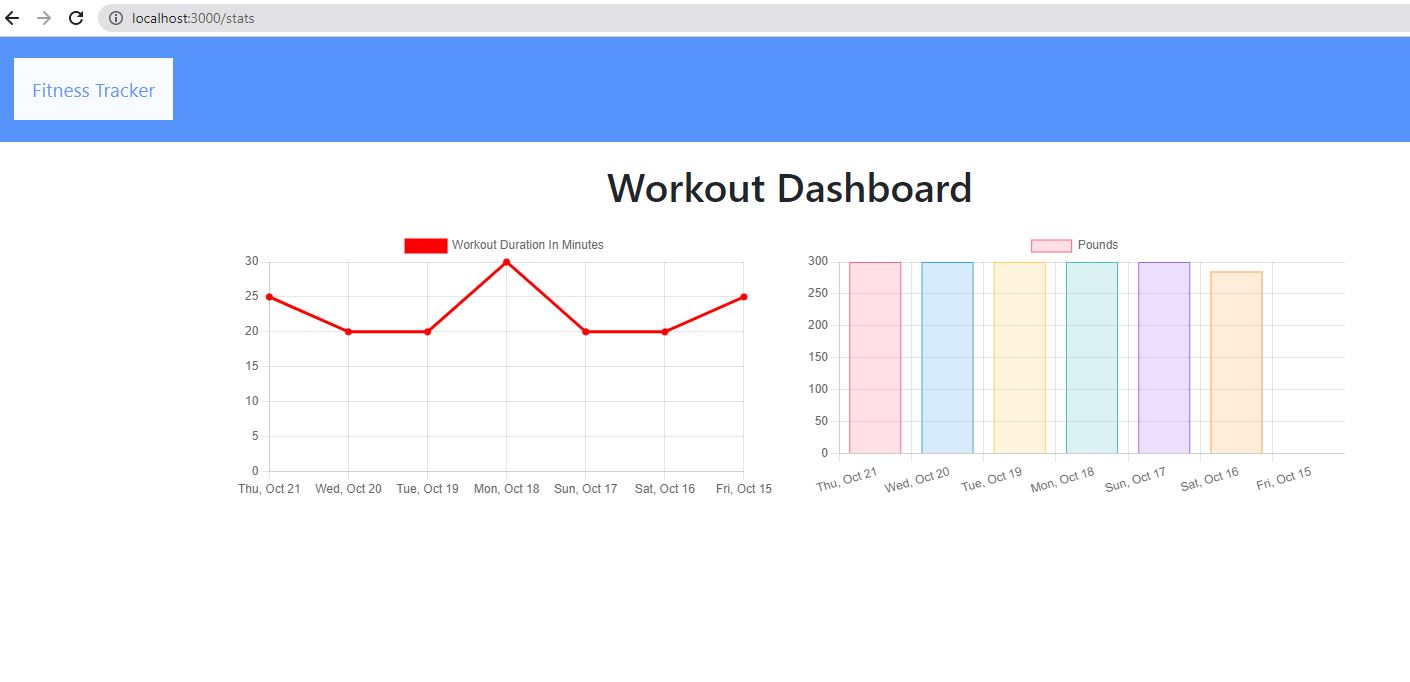 localhost:3000/stats
Fitness Tracker
Workout Dashboard
Workout Duration In Minutes
30
25
20
15
10
5
0
Thu, Oct 21 Wed, Oct 20 Tue, Oct 19 Mon, Oct 18 Sun, Oct 17 Sat, Oct 16 Fri, Oct 15
Pounds
300
250
200
150
100
50
0
Thu, Oct 21 Wed, Oct 20 Tue, Oct 19 Mon, Oct 18 Sun, Oct 17 Sat, Oct 16 Fri, Oct 15